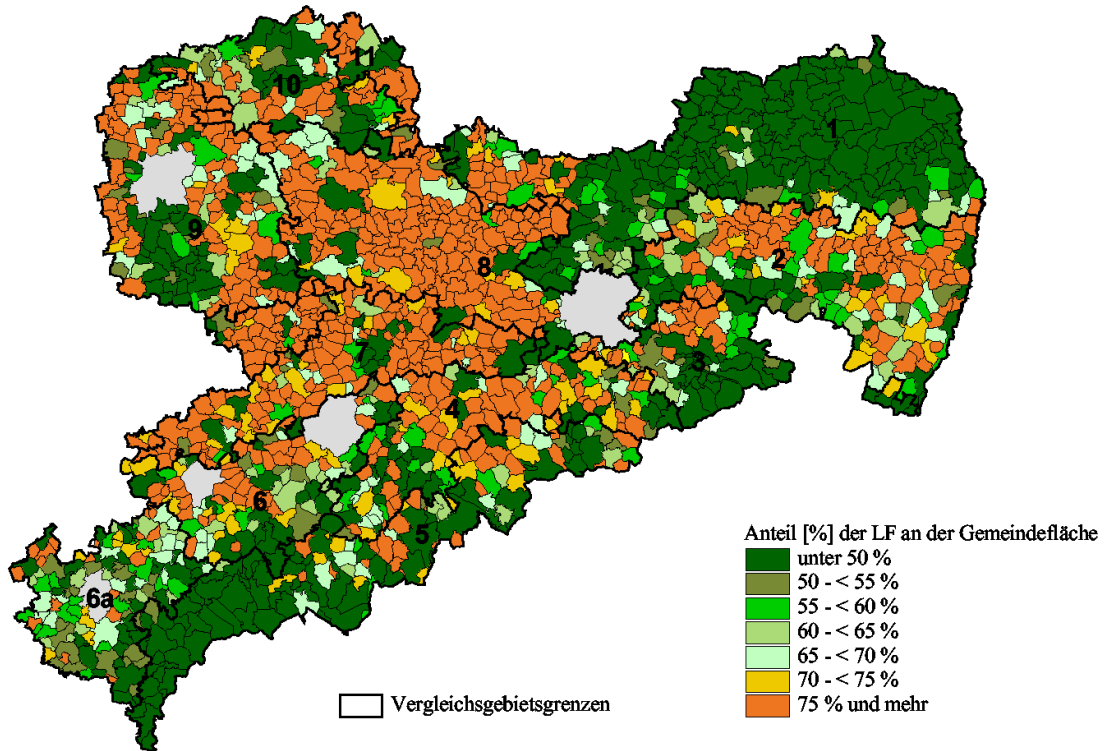 11
10
1
9
2
8
7
3
4
6
5
6a
Anteil [%] der LF an der Gemeindefläche
unter 50 %
50 - < 55 %
55 - < 60 %
60 - < 65 %
65 - < 70 %
70 - < 75 %
75 % und mehr
Vergleichsgebietsgrenzen